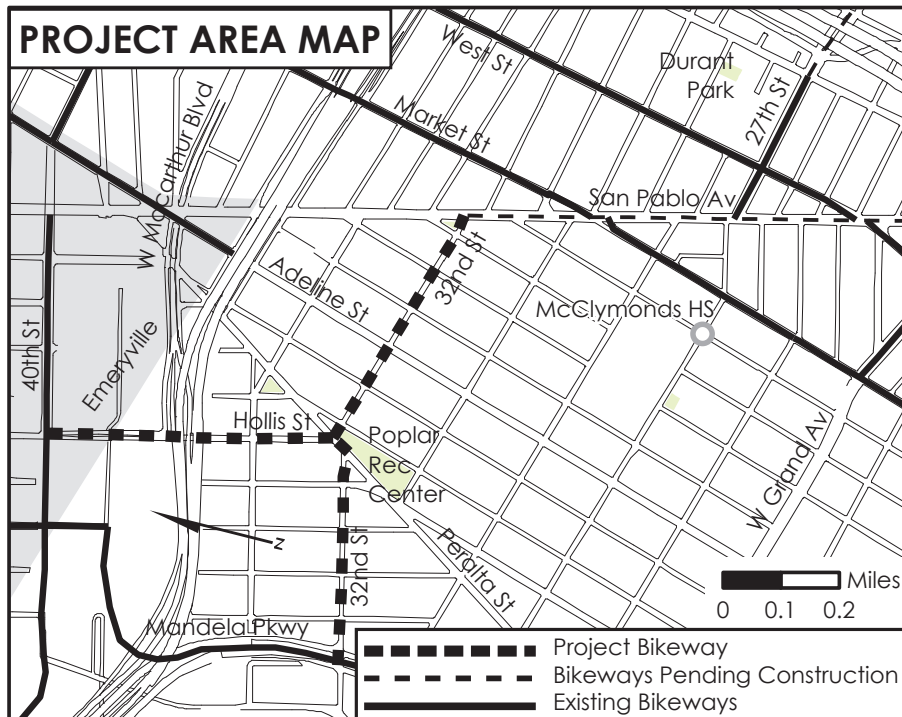 PROJECT AREA MAP
West St
Durant
Park
27th St
Market St
W Mccarthur Blvd
San Pablo Av
32nd St
Adeline St
McClymonds HS
40th St
Emeryville
Hollis St
Poplar
Rec
Center
W Grand Av
Z
32nd St
Peralta St
Miles
0 0.1 0.2
Mandela Pkwy
Project Bikeway
Bikeways Pending Construction
Existing Bikeways